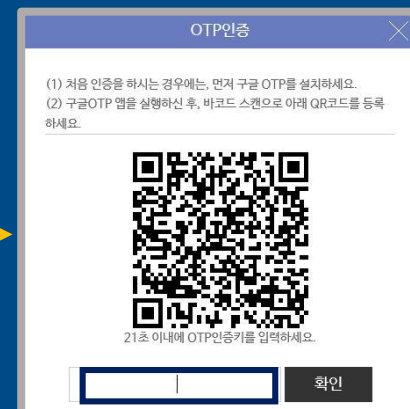 OTP인증
(1) 처음 인증을 하시는 경우에는, 먼저 구글 OTP를 설치하세요.
(2) 구글OTP 앱을 실행하신 후, 바코드 스캔으로 아래 QR코드를 등록
하세요.
21초 이내에 OTP인증키를 입력하세요.
확인